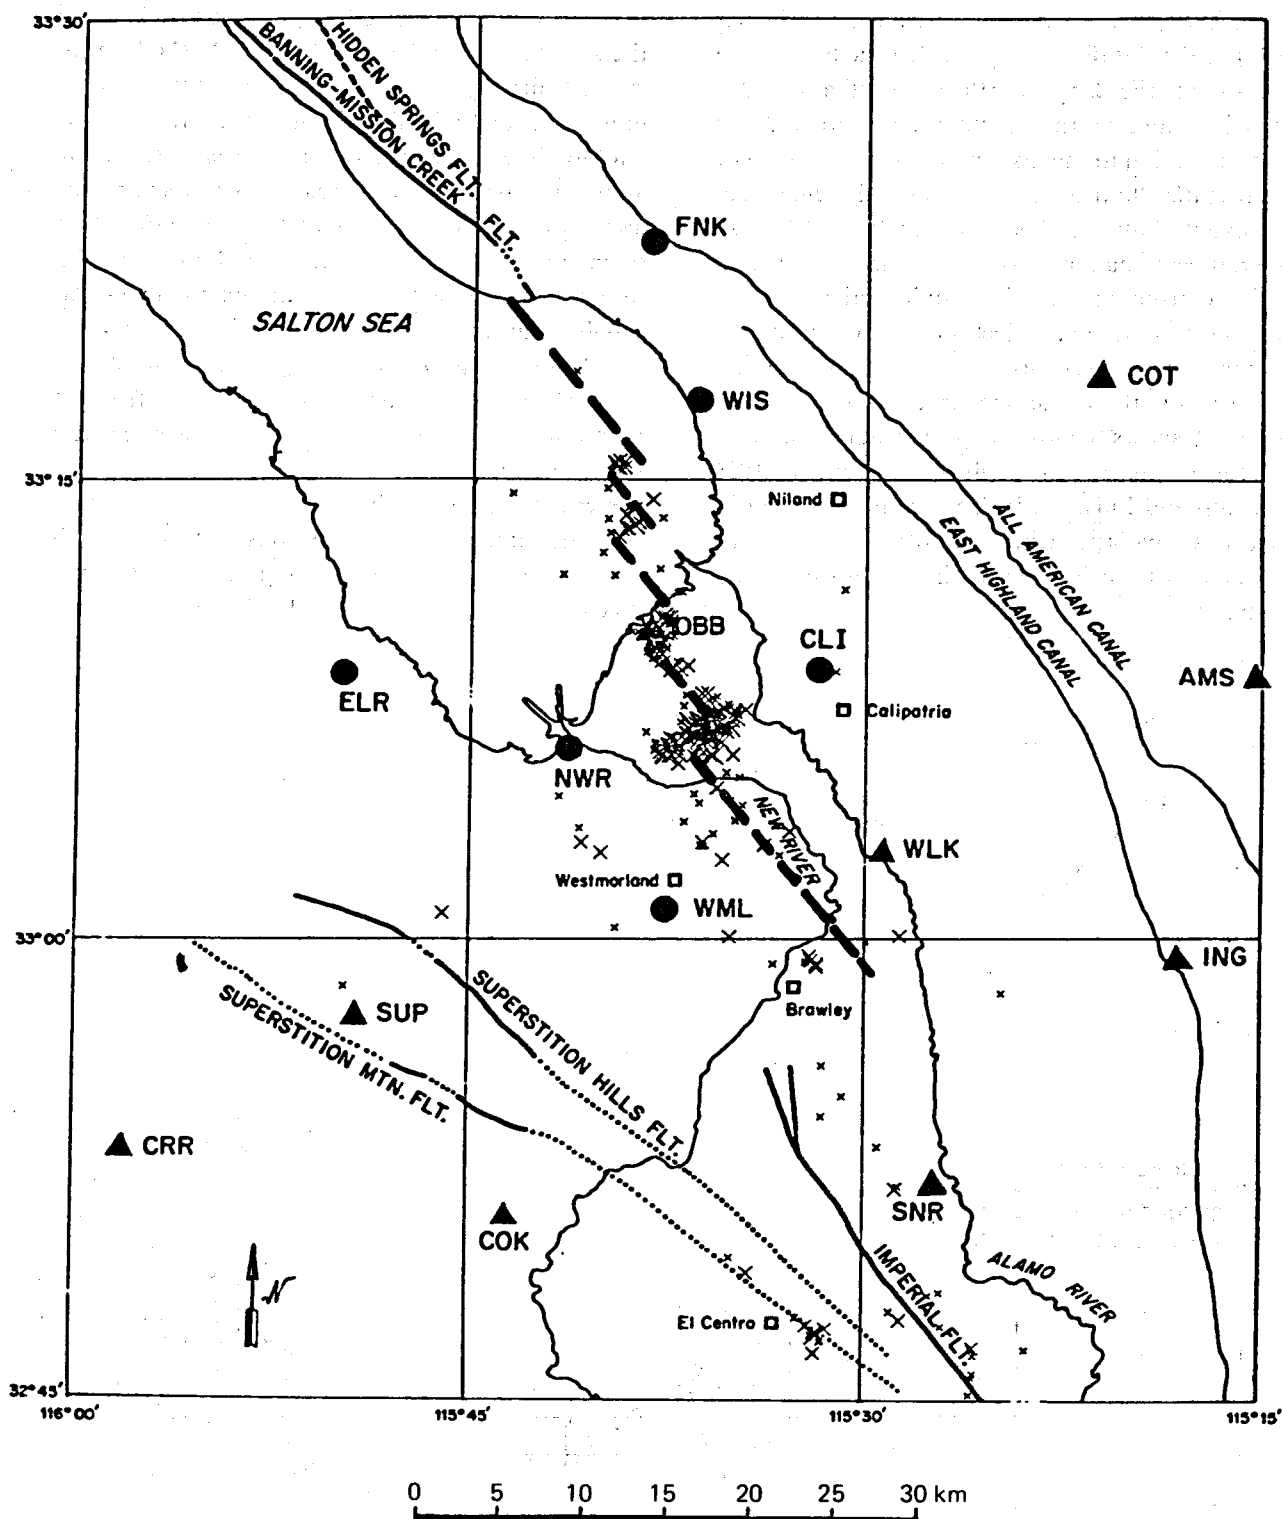 33°30'
HIDDEN SPRINGS FLT.
BANNING-MISSION CREEK FLT.
FNK
SALTON SEA
COT
WIS
33°15'
Niland
ALL AMERICAN CANAL
EAST HIGHLAND CANAL
OBB
CLI
AMS
ELR
Calipatria
NWR
NEW RIVER
WLK
Westmorland
WML
33°00'
ING
SUPERSTITION HILLS FLT.
SUPERSTITION MTN. FLT.
SUP
Brawley
CRR
SNR
COK
N
IMPERIAL FLT.
ALAMO RIVER
El Centro
32°45'
116°00'
115°45'
115°30'
115°15'
0 5 10 15 20 25 30 km